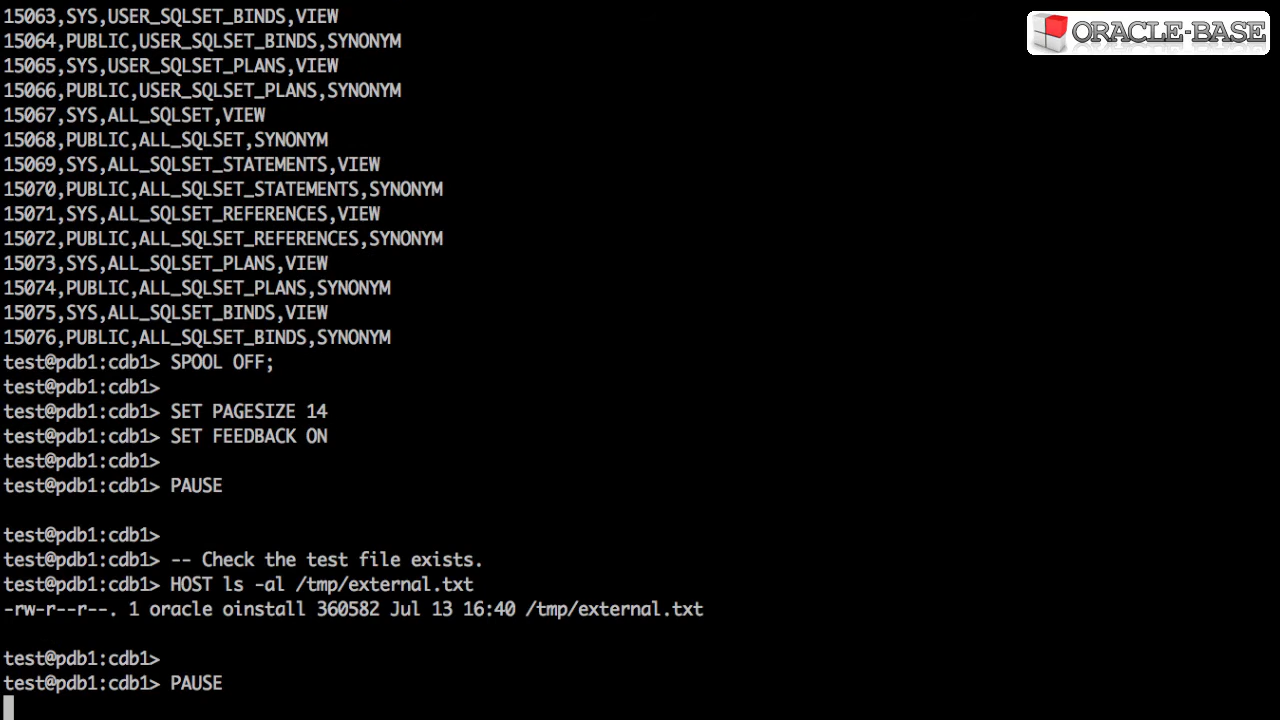 15063,SYS,USER_SQLSET_BINDS,VIEW
ORACLE-BASE
15064,PUBLIC,USER_SQLSET_BINDS,SYNONYM
15065,SYS,USER_SQLSET_PLANS,VIEW
15066,PUBLIC,USER_SQLSET_PLANS,SYNONYM
15067,SYS,ALL_SQLSET,VIEW
15068,PUBLIC,ALL_SQLSET,SYNONYM
15069,SYS,ALL_SQLSET_STATEMENTS,VIEW
15070,PUBLIC,ALL_SQLSET_STATEMENTS,SYNONYM
15071,SYS,ALL_SQLSET_REFERENCES,VIEW
15072,PUBLIC,ALL_SQLSET_REFERENCES,SYNONYM
15073,SYS,ALL_SQLSET_PLANS,VIEW
15074,PUBLIC,ALL_SQLSET_PLANS,SYNONYM
15075,SYS,ALL_SQLSET_BINDS,VIEW
15076,PUBLIC,ALL_SQLSET_BINDS,SYNONYM
test@pdb1:cdb1> SPOOL OFF;
test@pdb1:cdb1>
test@pdb1:cdb1> SET PAGESIZE 14
test@pdb1:cdb1> SET FEEDBACK ON
test@pdb1:cdb1>
test@pdb1:cdb1> PAUSE
test@pdb1:cdb1>
test@pdb1:cdb1> -- Check the test file exists.
test@pdb1:cdb1> HOST ls -al /tmp/external.txt
-rw-r--r--. 1 oracle oinstall 360582 Jul 13 16:40 /tmp/external.txt
test@pdb1:cdb1>
test@pdb1:cdb1> PAUSE